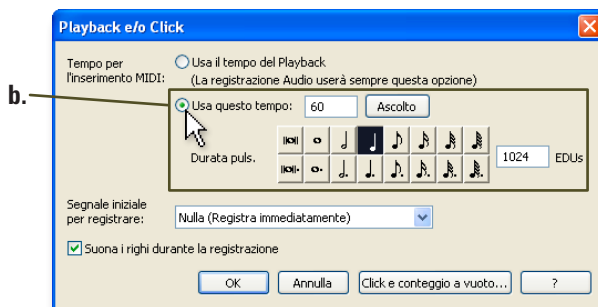 Playback e/o Click
Tempo per
l'inserimento MIDI:
Usa il tempo del Playback
(La registrazione Audio userà sempre questa opzione)
b.
Usa questo tempo: 60 Ascolto
Durata puls. 1024 EDUs
Segnale iniziale
per registrare:
Nulla (Registra immediatamente)
Suona i righi durante la registrazione
OK Annulla Click e conteggio a vuoto... ?